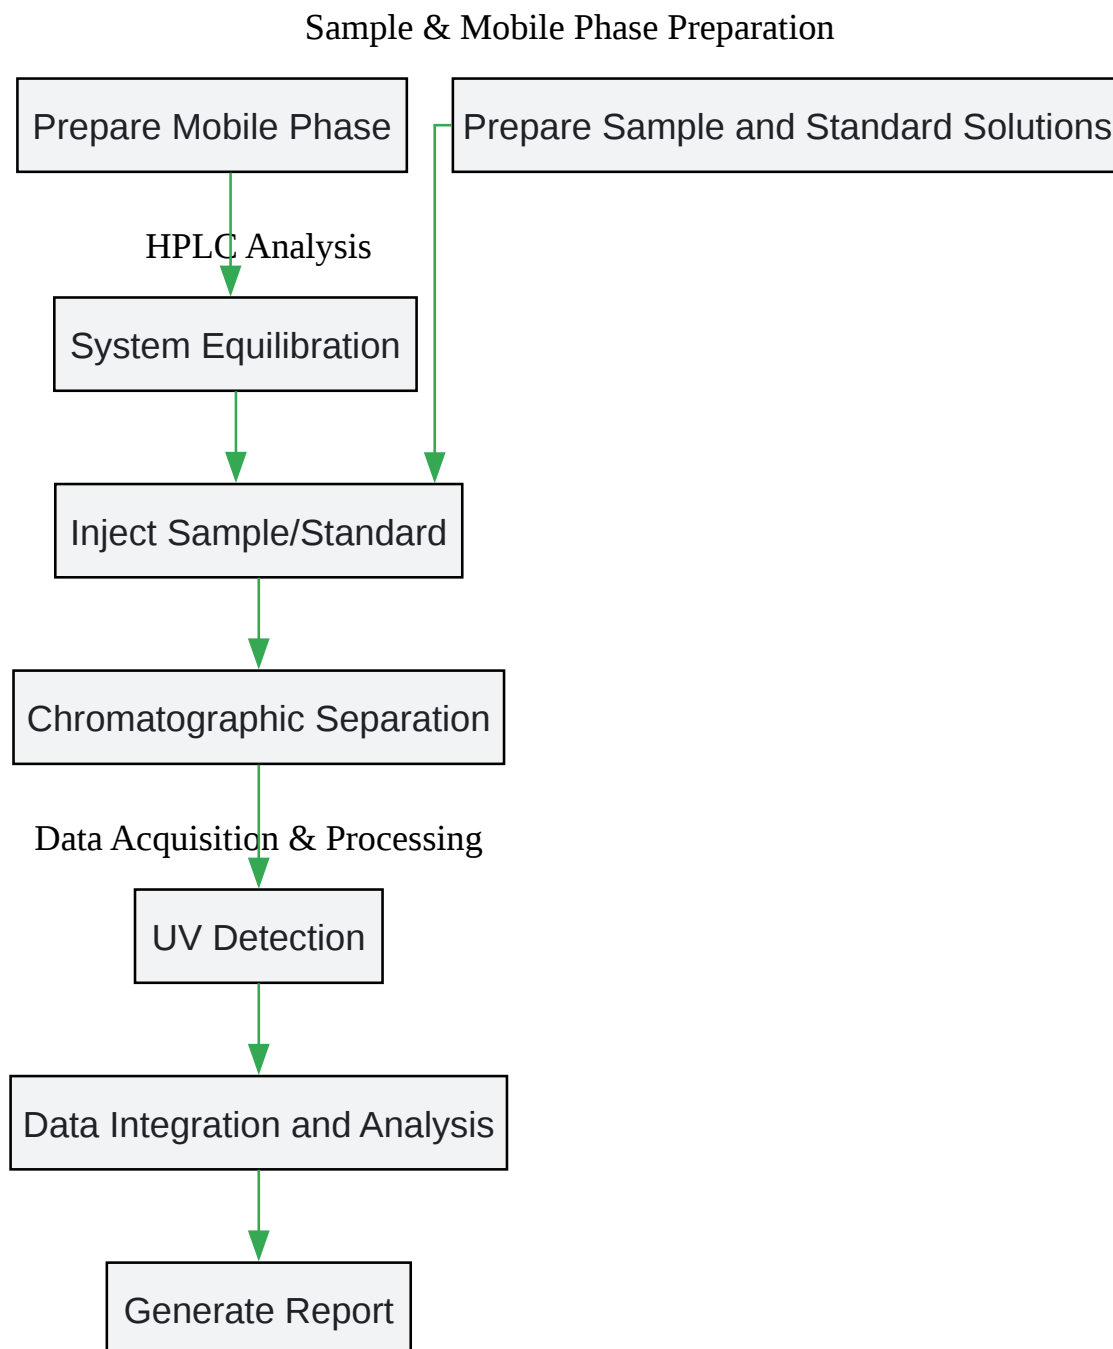 Sample & Mobile Phase Preparation
Prepare Mobile Phase
Prepare Sample and Standard Solutions
HPLC Analysis
System Equilibration
Inject Sample/Standard
Chromatographic Separation
Data Acquisition & Processing
UV Detection
Data Integration and Analysis
Generate Report